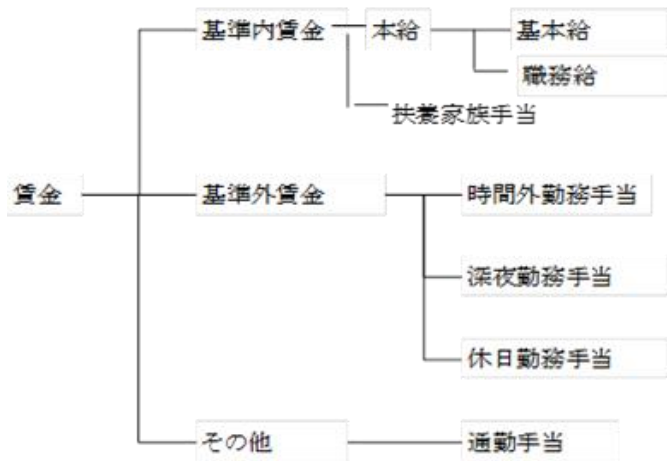 基準内賃金 本給 基本給
職務給
扶養家族手当
賃金 基準外賃金 時間外勤務手当
深夜勤務手当
休日勤務手当
その他 通勤手当